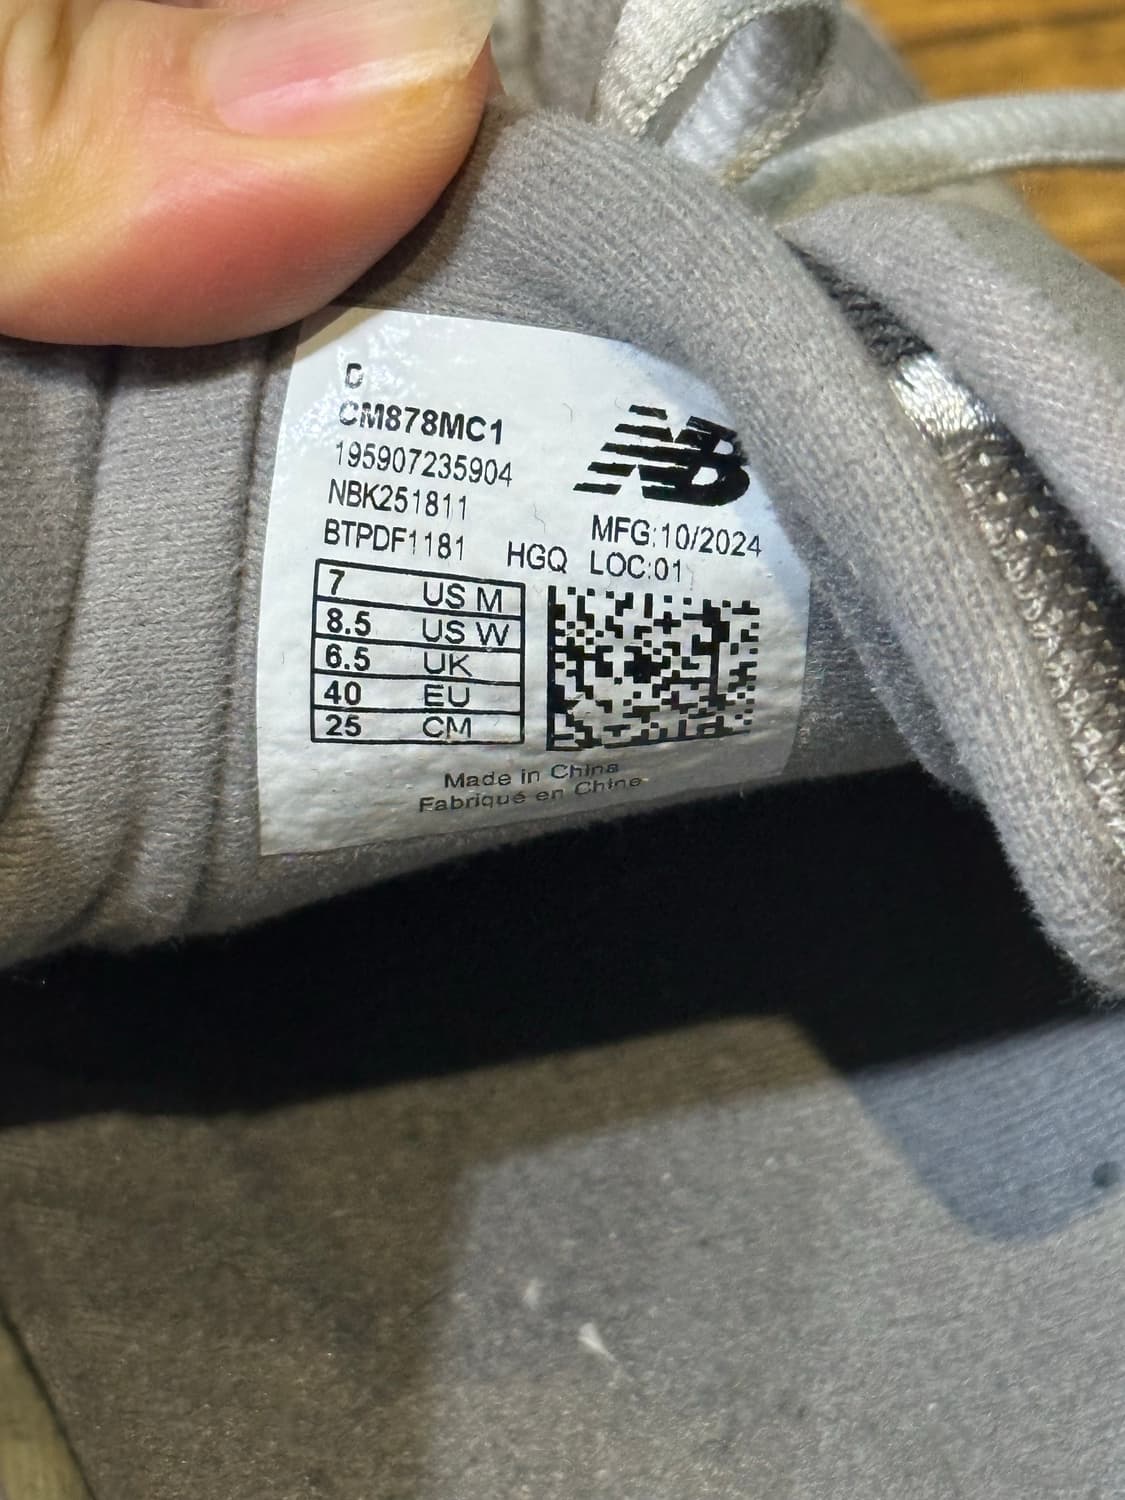 D
CM878MC1
195907235904
NBK251811
BTPDF1181
NB
MFG:10/2024
HGQ LOC:01
7 US M
8.5 US W
6.5 UK
40 EU
25 CM
Made in China
Fabriqué en Chine